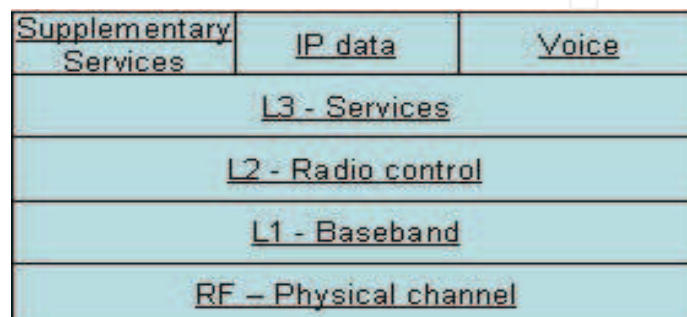 Supplementary
Services
IP data
Voice
L3 - Services
L2 - Radio control
L1 - Baseband
RF – Physical channel